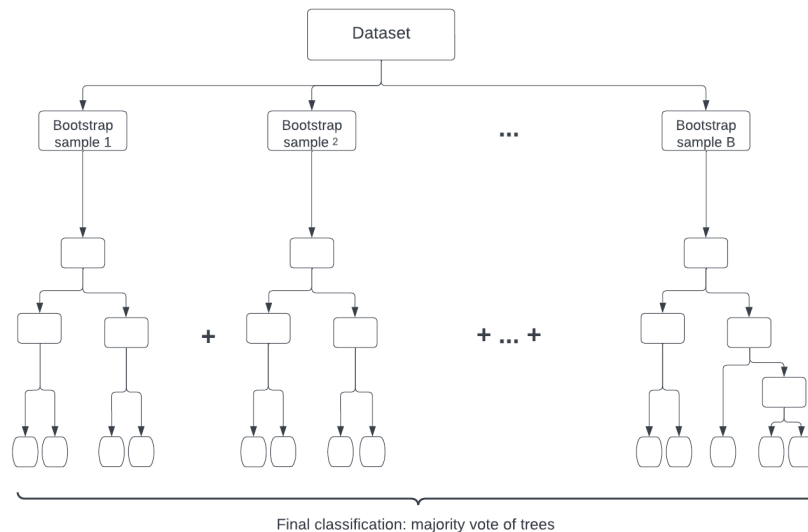 Dataset
Bootstrap
sample 1
Bootstrap
sample 2
...
Bootstrap
sample B
+
+ ... +
Final classification: majority vote of trees